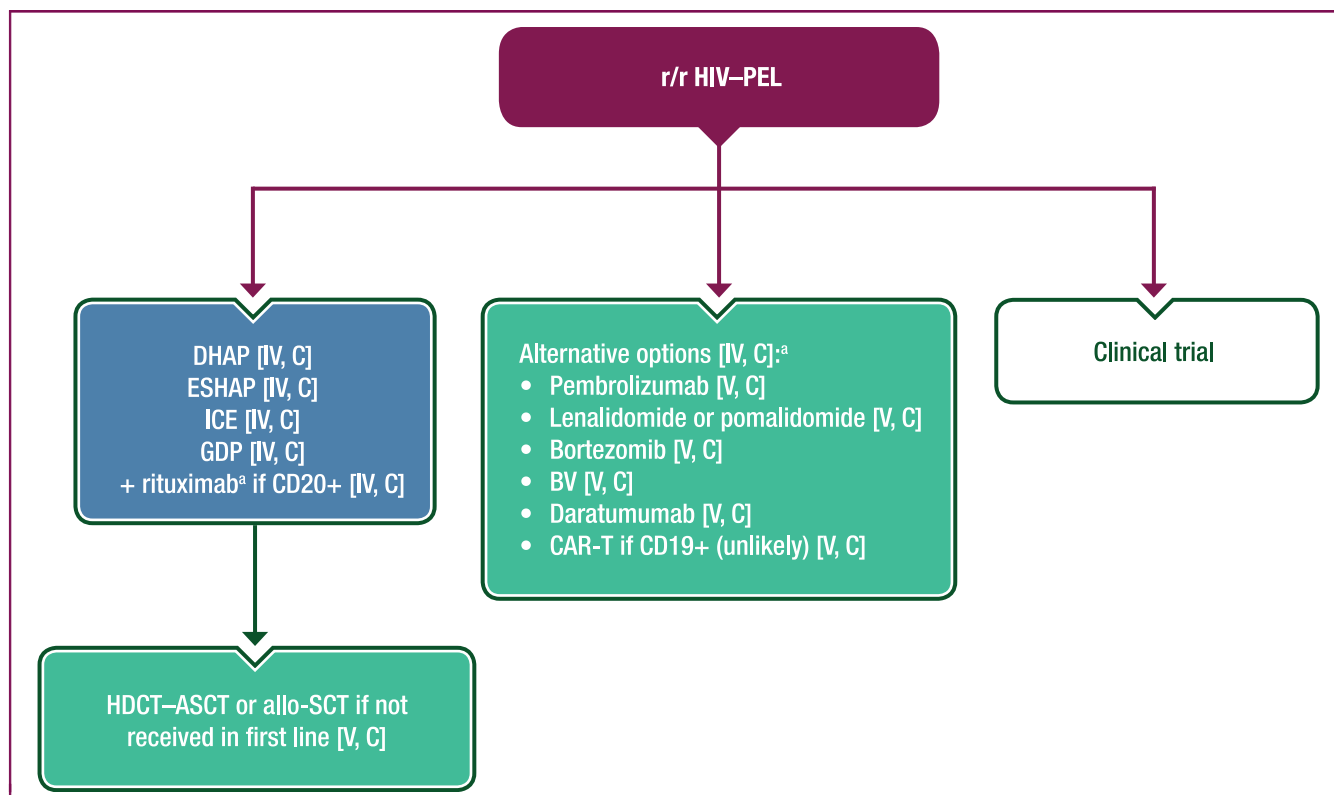 r/r HIV–PEL
DHAP [IV, C]
ESHAP [IV, C]
ICE [IV, C]
GDP [IV, C]
+ rituximabᵃ if CD20+ [IV, C]
Alternative options [IV, C]:ᵃ
• Pembrolizumab [V, C]
• Lenalidomide or pomalidomide [V, C]
• Bortezomib [V, C]
• BV [V, C]
• Daratumumab [V, C]
• CAR-T if CD19+ (unlikely) [V, C]
Clinical trial
HDCT–ASCT or allo-SCT if not
received in first line [V, C]